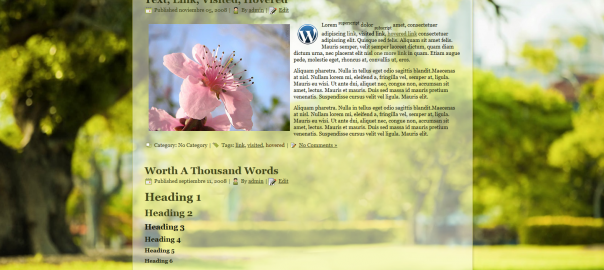 Text, Link, Visited, Hovered
Published noviembre 05, 2008 | By admin | Edit
Lorem superscript dolor subscript amet, consectetuer
adipiscing link, visited link, hovered link consectetuer
adipiscing elit. Quisque sed felis. Aliquam sit amet felis.
Mauris semper, velit semper laoreet dictum, quam diam
dictum urna, nec placerat elit nisl one more link in quam. Etiam augue
pede, molestie eget, rhoncus at, convallis ut, eros.
Aliquam pharetra. Nulla in tellus eget odio sagittis blandit.Maecenas
at nisl. Nullam lorem mi, eleifend a, fringilla vel, semper at, ligula.
Mauris eu wisi. Ut ante dui, aliquet nec, congue non, accumsan sit
amet, lectus. Mauris et mauris. Duis sed massa id mauris pretium
venenatis. Suspendisse cursus velit vel ligula. Mauris elit.
Aliquam pharetra. Nulla in tellus eget odio sagittis blandit.Maecenas
at nisl. Nullam lorem mi, eleifend a, fringilla vel, semper at, ligula.
Mauris eu wisi. Ut ante dui, aliquet nec, congue non, accumsan sit
amet, lectus. Mauris et mauris. Duis sed massa id mauris pretium
venenatis. Suspendisse cursus velit vel ligula. Mauris elit.
Category: No Category | Tags: link, visited, hovered | No Comments »
Worth A Thousand Words
Published septiembre 11, 2008 | By admin | Edit
Heading 1
Heading 2
Heading 3
Heading 4
Heading 5
Heading 6